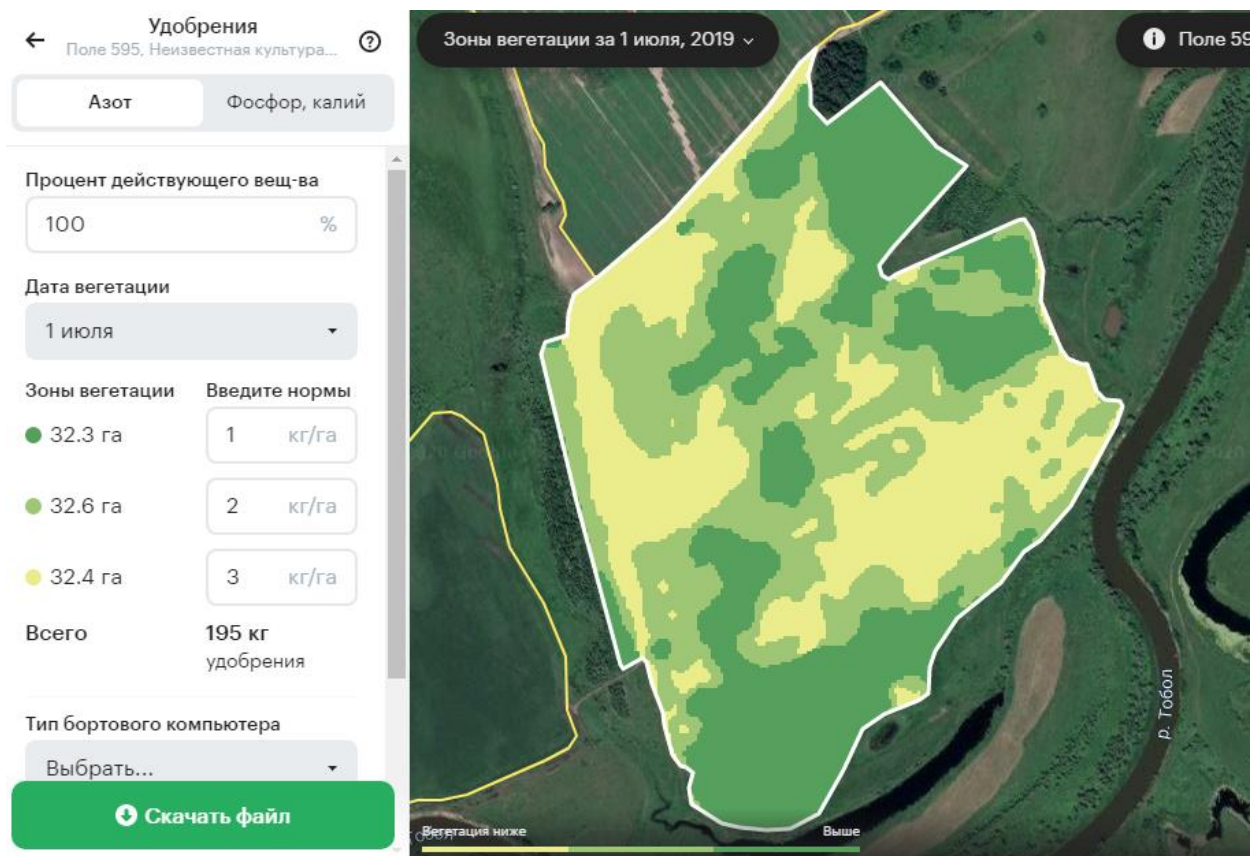 Удобрения
Поле 595, Неизвестная культура...
Азот
Фосфор, калий
Процент действующего вещ-ва
100 %
Дата вегетации
1 июля
Зоны вегетации Введите нормы
32.3 га 1 кг/га
32.6 га 2 кг/га
32.4 га 3 кг/га
Всего 195 кг
удобрения
Тип бортового компьютера
Выбрать...
Скачать файл
Зоны вегетации за 1 июля, 2019
Поле 59
р. Тобол
Вегетация ниже
Выше